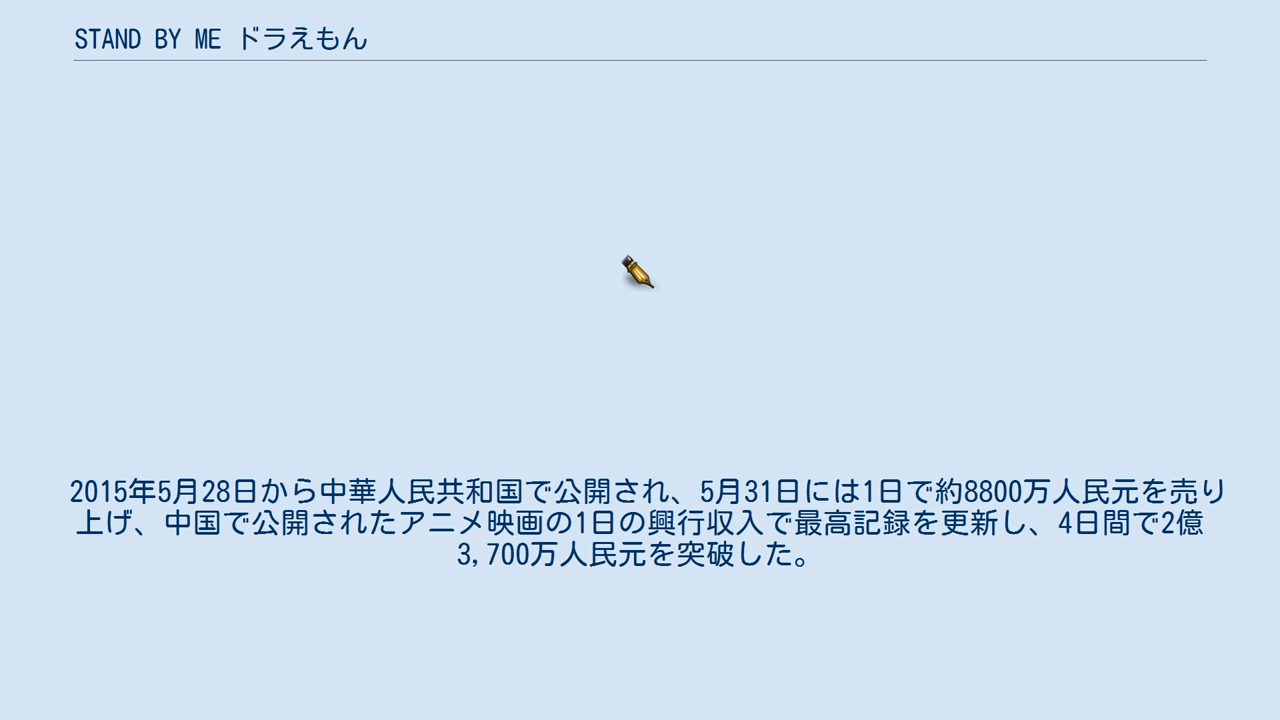 STAND BY ME ドラえもん
2015年5月28日から中華人民共和国で公開され、5月31日には1日で約8800万人民元を売り
上げ、中国で公開されたアニメ映画の1日の興行収入で最高記録を更新し、4日間で2億
3,700万人民元を突破した。